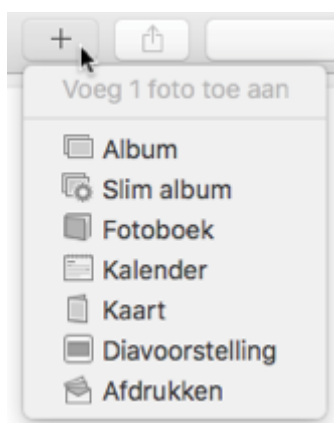 Voeg 1 foto toe aan
Album
Slim album
Fotoboek
Kalender
Kaart
Diavoorstelling
Afdrukken